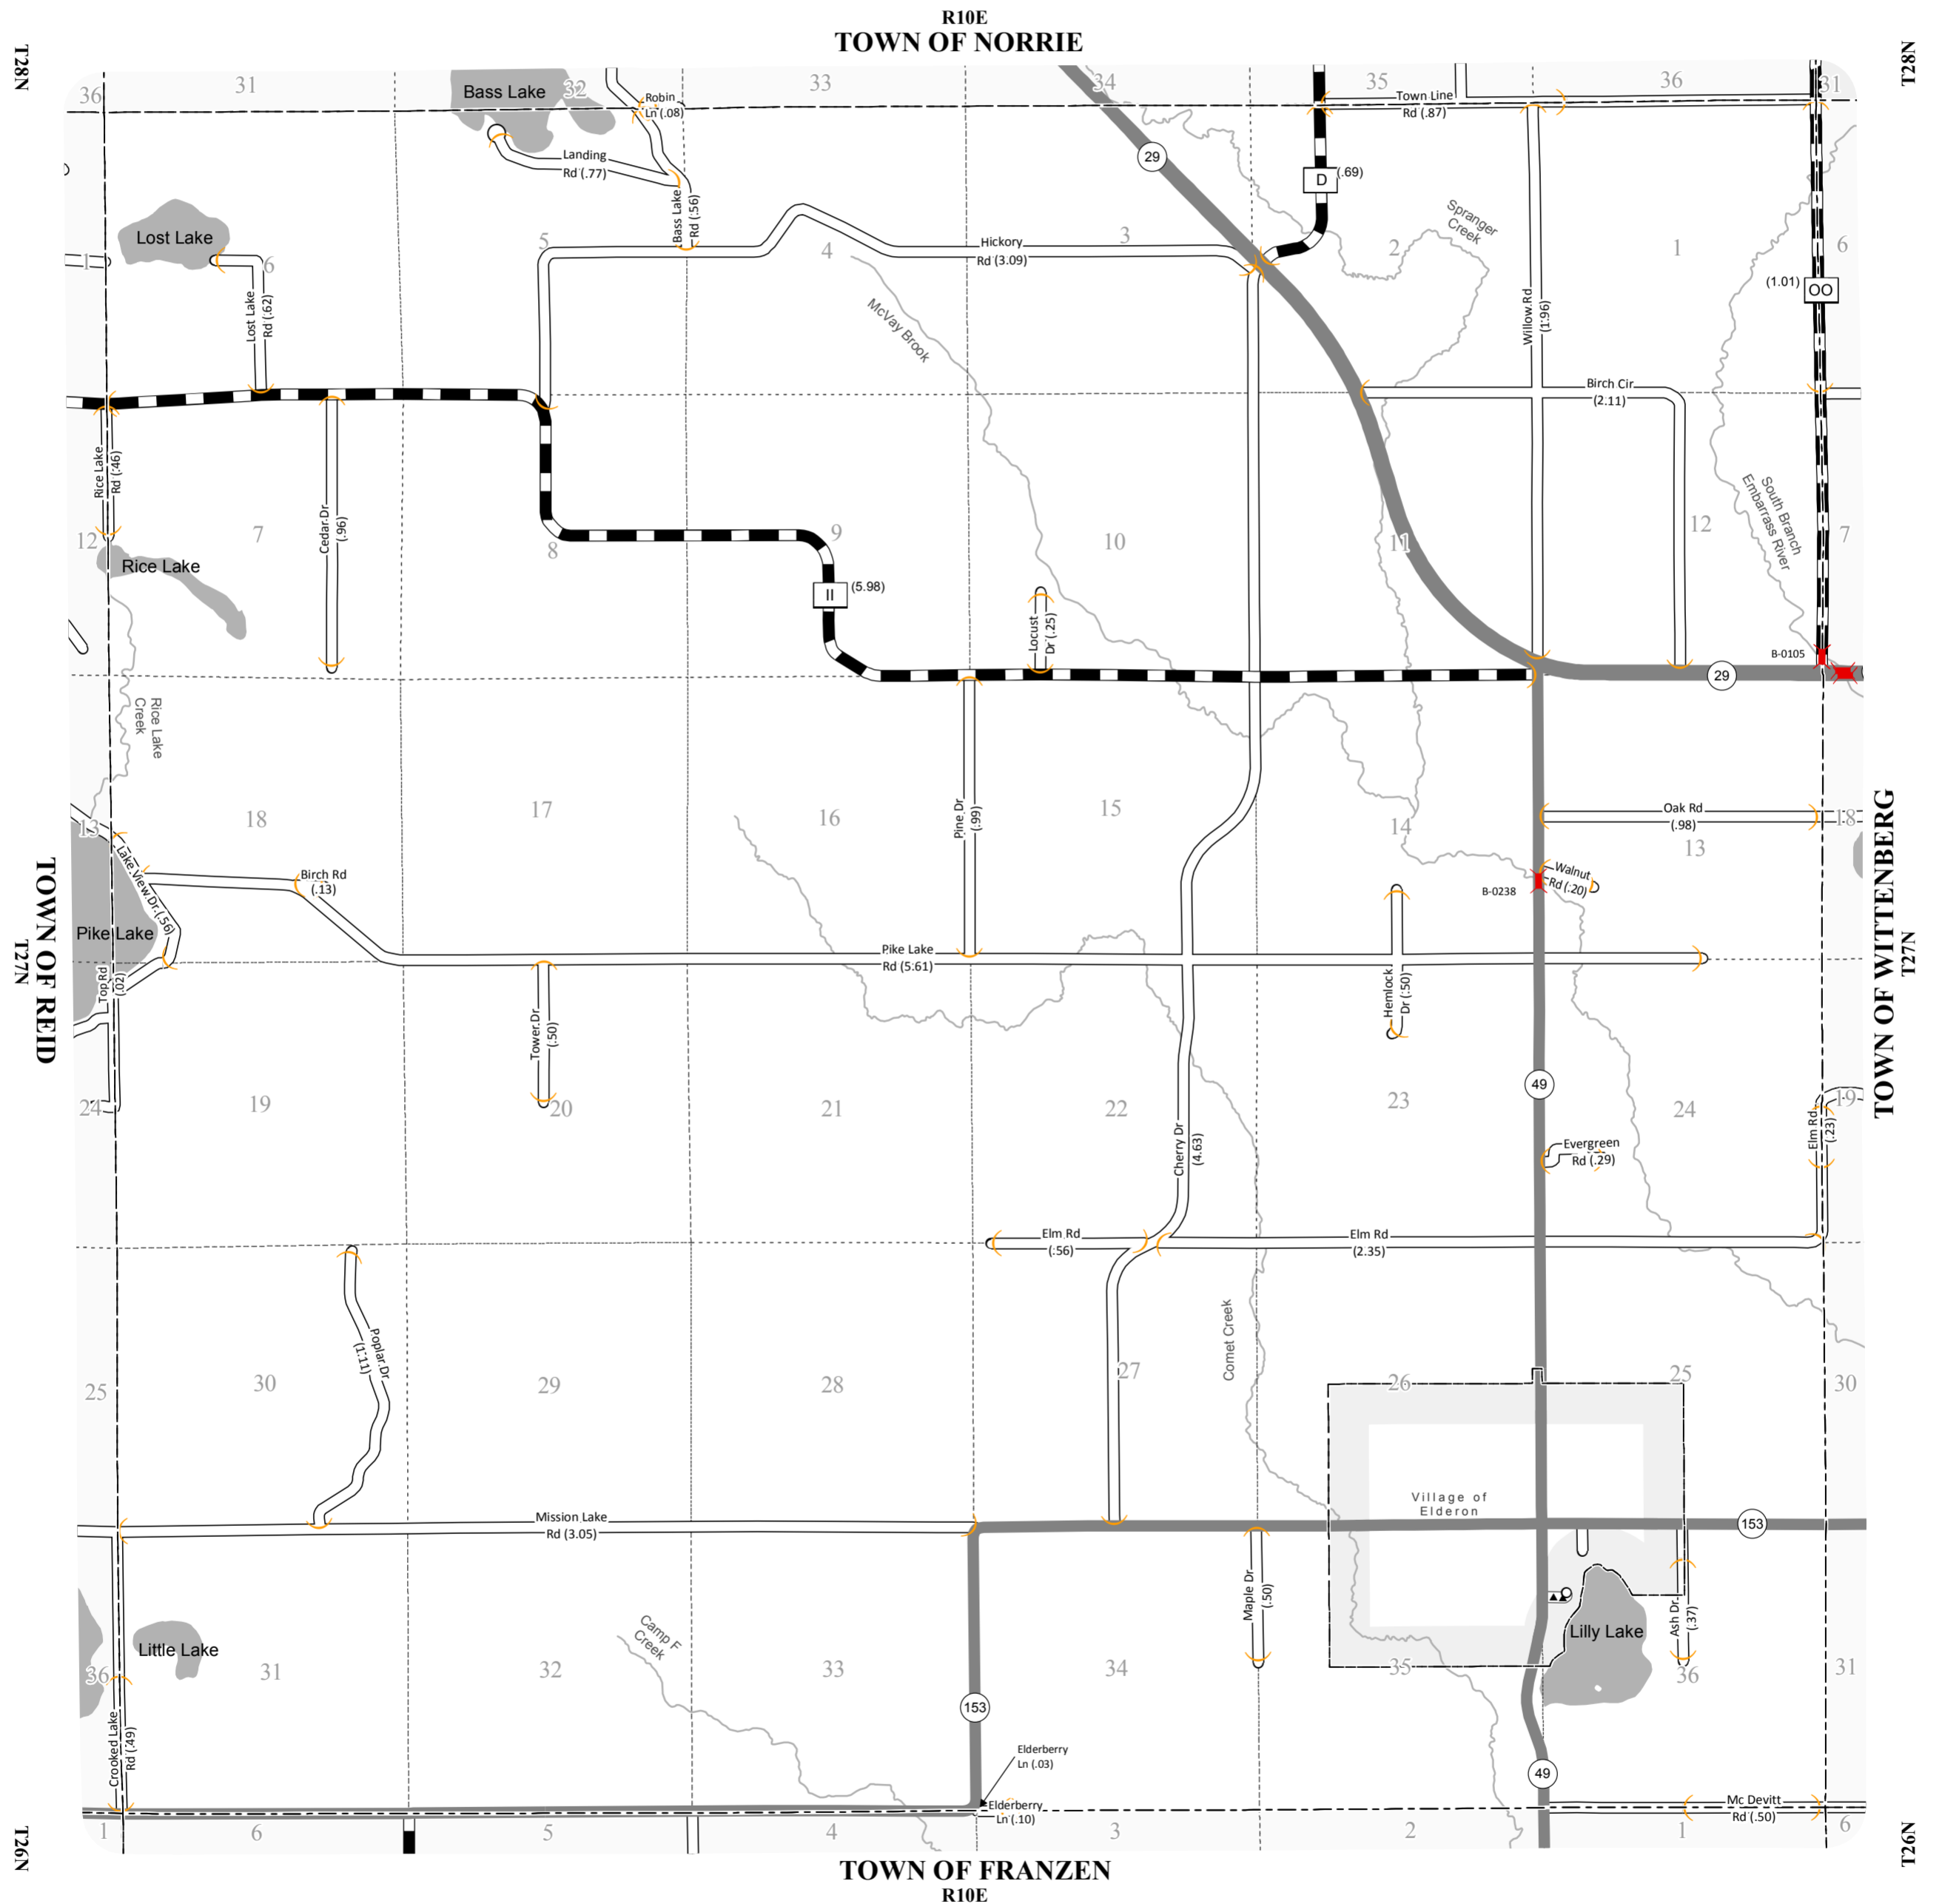 R10E
TOWN OF NORRIE
T28N
T28N
36
31
Bass Lake
32
33
34
35
36
31
Robin
Ln (.08)
Town Line
Rd (.87)
29
Landing
Rd (.77)
D
(.69)
Bass Lake
Rd (.56)
Spranger
Creek
Lost Lake
1
6
5
4
Hickory
Rd (3.09)
3
2
1
6
(1.01)
OO
Lost Lake
Rd (.62)
McVay Brook
Willow Rd
(1.96)
Birch Cir
(2.11)
Rice Lake
Rd (.46)
Cedar Dr
(.96)
South Branch
Embarrass River
12
7
8
9
10
11
12
7
Rice Lake
II
(5.98)
Locust
Dr (.25)
B-0105
29
Rice Lake
Creek
Pine Dr
(.99)
Oak Rd
(.98)
13
18
17
16
15
14
13
18
Lake View Dr (.56)
Birch Rd
(.13)
Walnut
Rd (.20)
B-0238
Pike Lake
Pike Lake
Rd (5.61)
TOWN OF REID
T27N
TOWN OF WITTENBERG
T27N
Top Rd
(.02)
Hemlock
Dr (.50)
Tower Dr
(.50)
49
24
19
20
21
22
23
24
19
Cherry Dr
(4.63)
Elm Rd
(.23)
Evergreen
Rd (.29)
Elm Rd
(.56)
Elm Rd
(2.35)
Poplar Dr
(1.11)
Comet Creek
25
30
29
28
27
26
25
30
Village of
Elderon
Mission Lake
Rd (3.05)
153
Maple Dr
(.50)
Ash Dr
(.37)
Lilly Lake
Camp F
Creek
Little Lake
36
31
32
33
34
35
36
31
153
Crooked Lake
Rd (.49)
Elderberry
Ln (.03)
49
Elderberry
Ln (.10)
Mc Devitt
Rd (.50)
1
6
5
4
3
2
1
6
T26N
T26N
TOWN OF FRANZEN
R10E